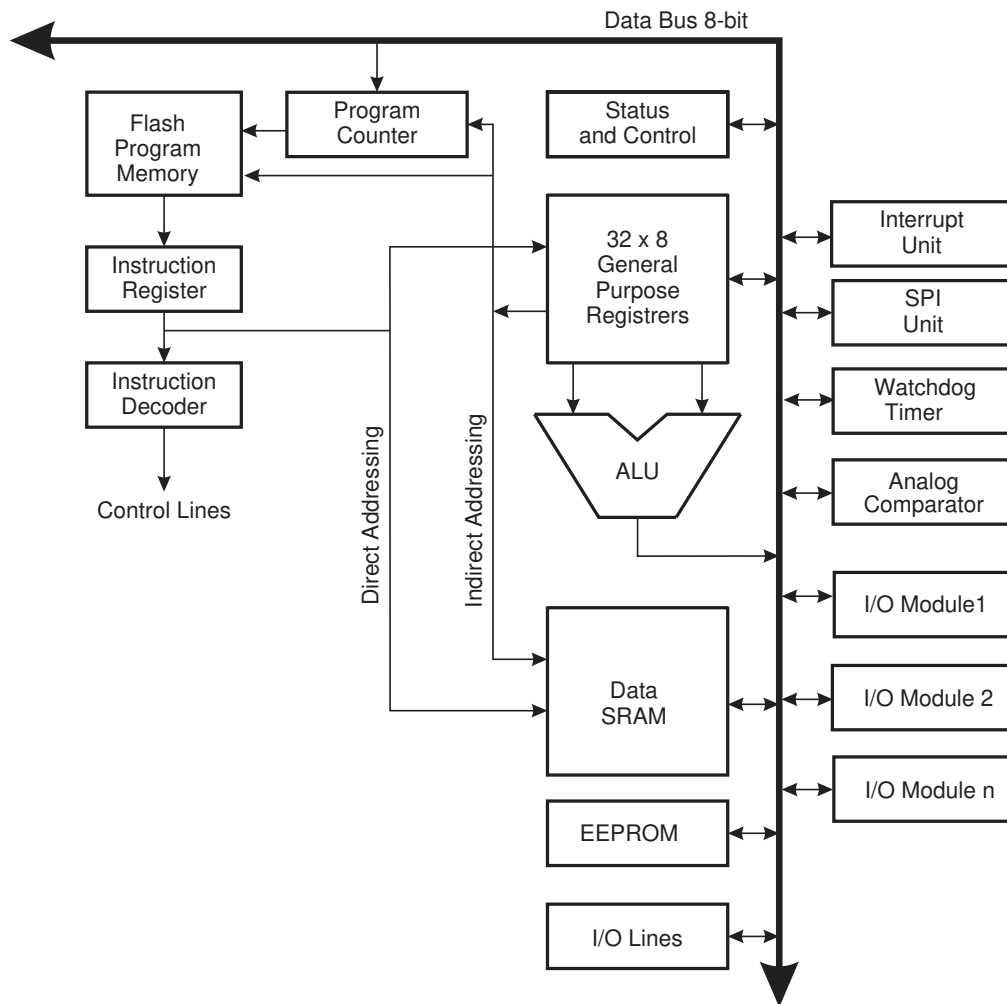 Data Bus 8-bit
Flash
Program
Memory
Program
Counter
Status
and Control
32 x 8
General
Purpose
Registrers
Interrupt
Unit
Instruction
Register
SPI
Unit
Instruction
Decoder
Watchdog
Timer
Control Lines
Direct Addressing
Indirect Addressing
ALU
Analog
Comparator
I/O Module1
Data
SRAM
I/O Module 2
I/O Module n
EEPROM
I/O Lines